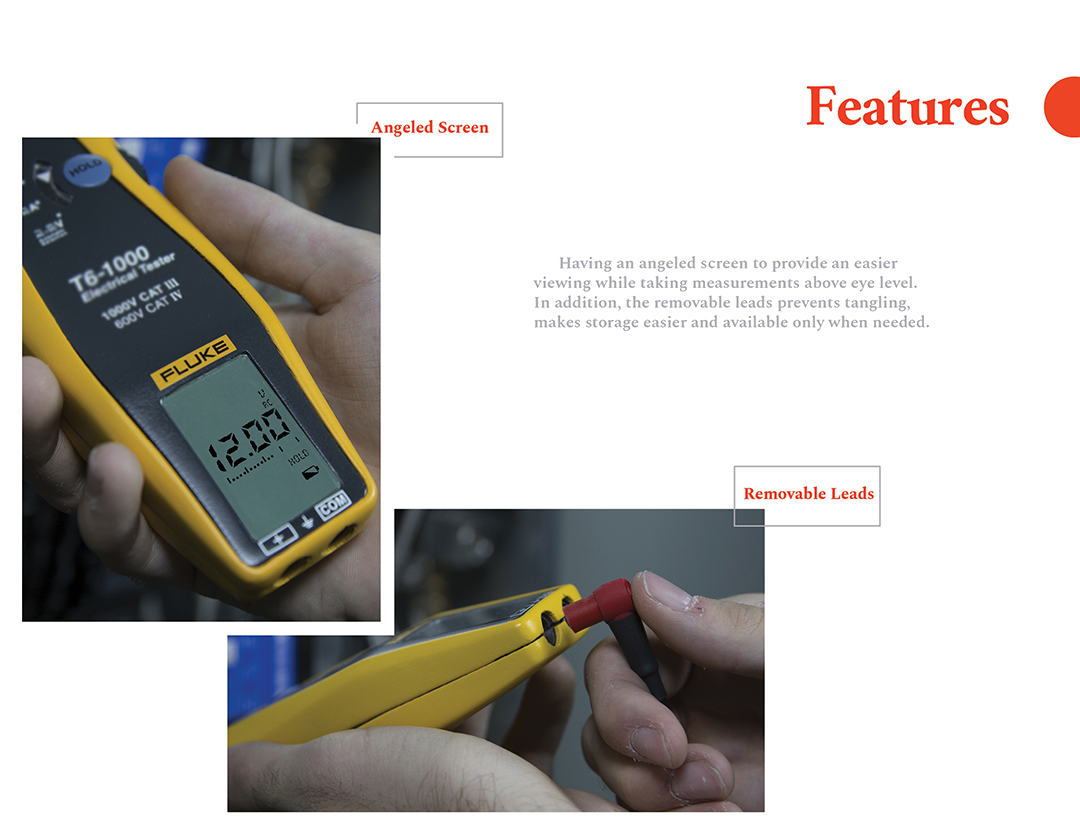 Features
Angeled Screen
HOLD
T6-1000
Electrical Tester
1000V CAT III
600V CAT IV
FLUKE
12.00
HOLD
COM
Having an angeled screen to provide an easier
viewing while taking measurements above eye level.
In addition, the removable leads prevents tangling,
makes storage easier and available only when needed.
Removable Leads